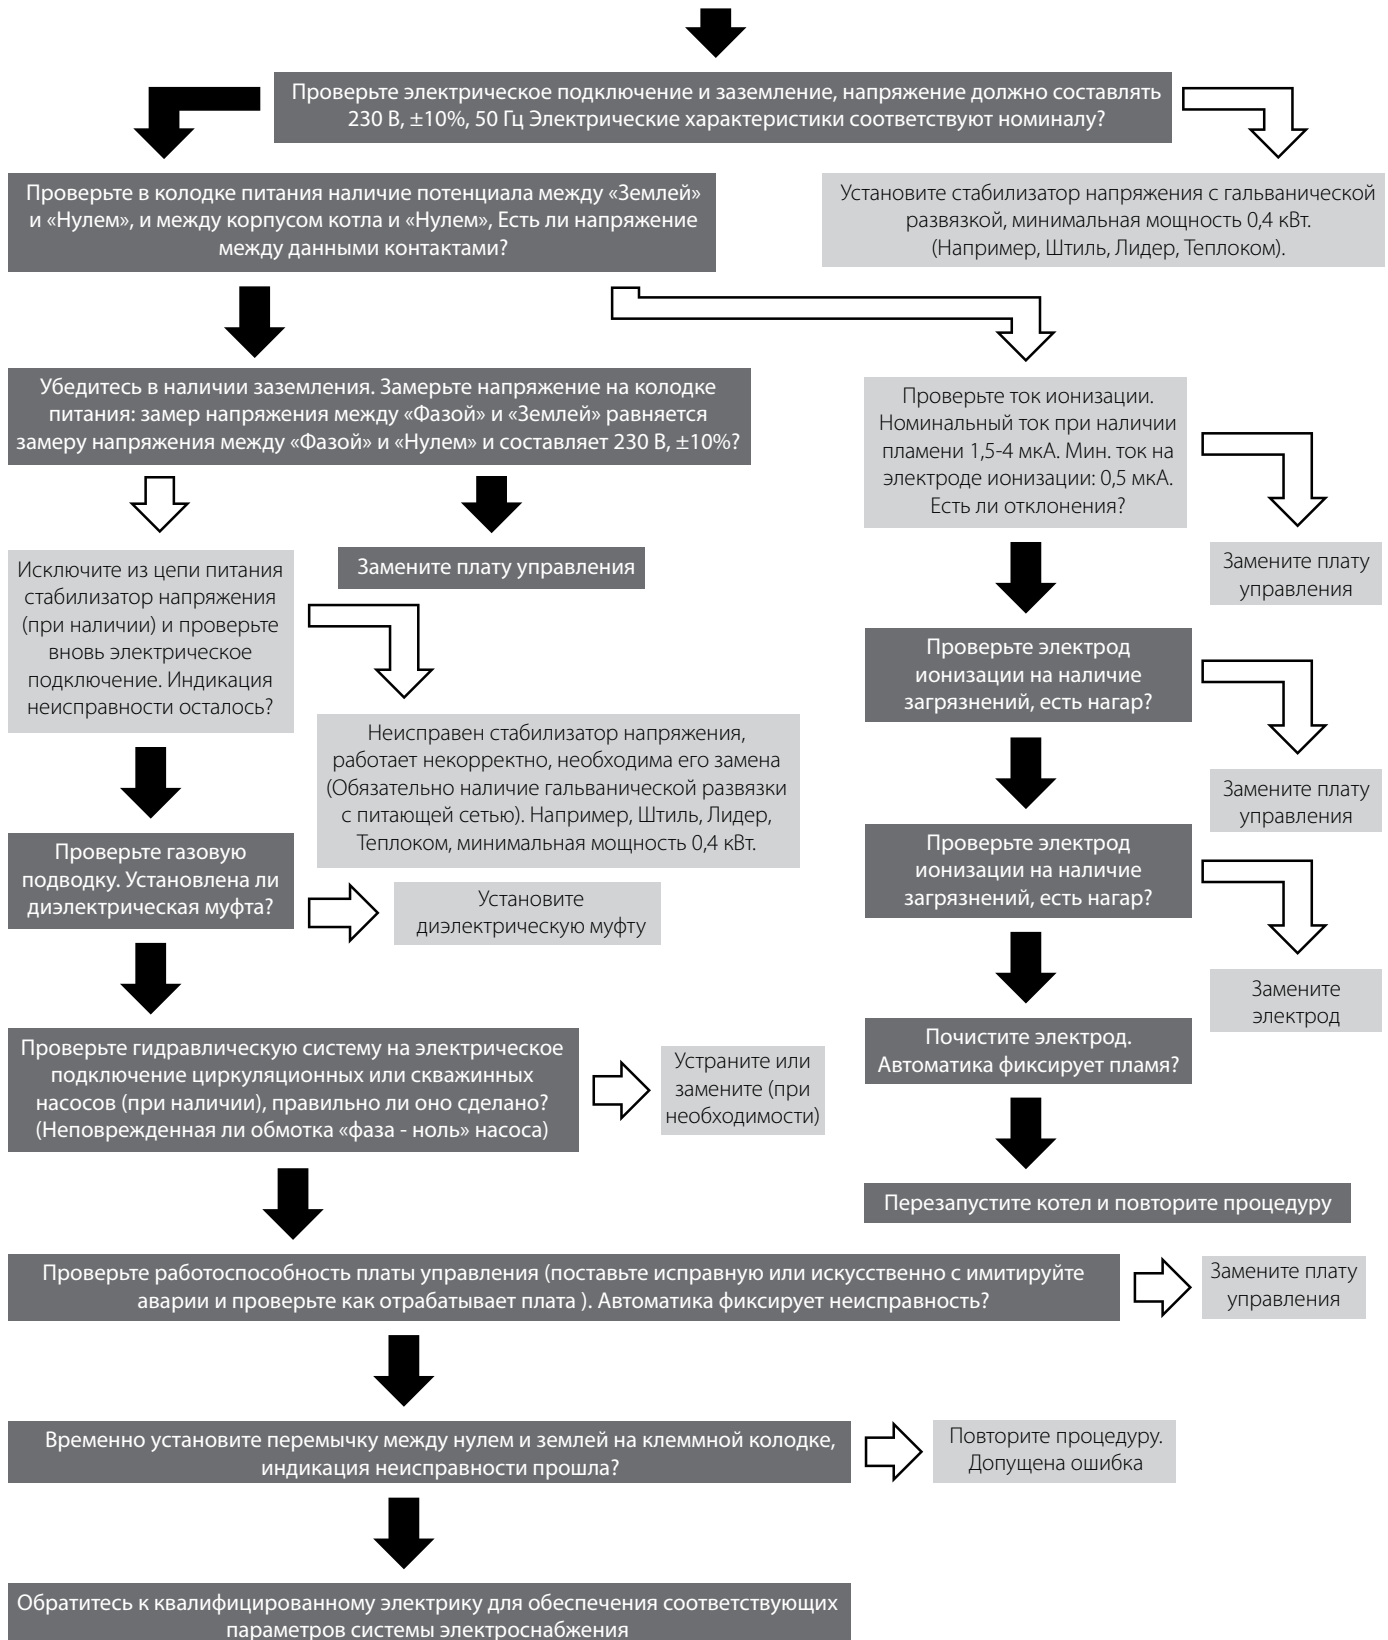 Проверьте электрическое подключение и заземление, напряжение должно составлять
230 В, ±10%, 50 Гц Электрические характеристики соответствуют номиналу?
Проверьте в колодке питания наличие потенциала между «Землей»
и «Нулем», и между корпусом котла и «Нулем», Есть ли напряжение
между данными контактами?
Установите стабилизатор напряжения с гальванической
развязкой, минимальная мощность 0,4 кВт.
(Например, Штиль, Лидер, Теплоком).
Убедитесь в наличии заземления. Замерьте напряжение на колодке
питания: замер напряжения между «Фазой» и «Землей» равняется
замеру напряжения между «Фазой» и «Нулем» и составляет 230 В, ±10%?
Проверьте ток ионизации.
Номинальный ток при наличии
пламени 1,5-4 мкА. Мин. ток на
электроде ионизации: 0,5 мкА.
Есть ли отклонения?
Исключите из цепи питания
стабилизатор напряжения
(при наличии) и проверьте
вновь электрическое
подключение. Индикация
неисправности осталось?
Замените плату управления
Замените плату
управления
Проверьте электрод
ионизации на наличие
загрязнений, есть нагар?
Неисправен стабилизатор напряжения,
работает некорректно, необходима его замена
(Обязательно наличие гальванической развязки
с питающей сетью). Например, Штиль, Лидер,
Теплоком, минимальная мощность 0,4 кВт.
Замените плату
управления
Проверьте газовую
подводку. Установлена ли
диэлектрическая муфта?
Установите
диэлектрическую муфту
Проверьте электрод
ионизации на наличие
загрязнений, есть нагар?
Замените
электрод
Проверьте гидравлическую систему на электрическое
подключение циркуляционных или скважинных
насосов (при наличии), правильно ли оно сделано?
(Неповрежденная ли обмотка «фаза - ноль» насоса)
Устраните или
замените (при
необходимости)
Почистите электрод.
Автоматика фиксирует пламя?
Перезапустите котел и повторите процедуру
Проверьте работоспособность платы управления (поставьте исправную или искусственно с имитируйте
аварии и проверьте как отрабатывает плата ). Автоматика фиксирует неисправность?
Замените плату
управления
Временно установите перемычку между нулем и землей на клеммной колодке,
индикация неисправности прошла?
Повторите процедуру.
Допущена ошибка
Обратитесь к квалифицированному электрику для обеспечения соответствующих
параметров системы электроснабжения